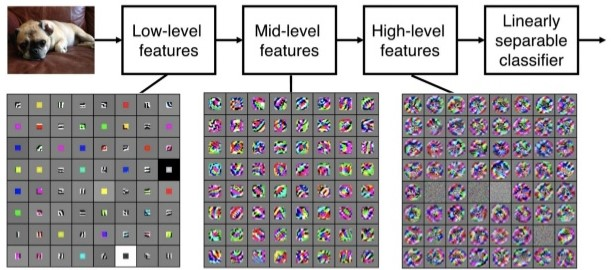 Low-level
features
Mid-level
features
High-level
features
Linearly
separable
classifier